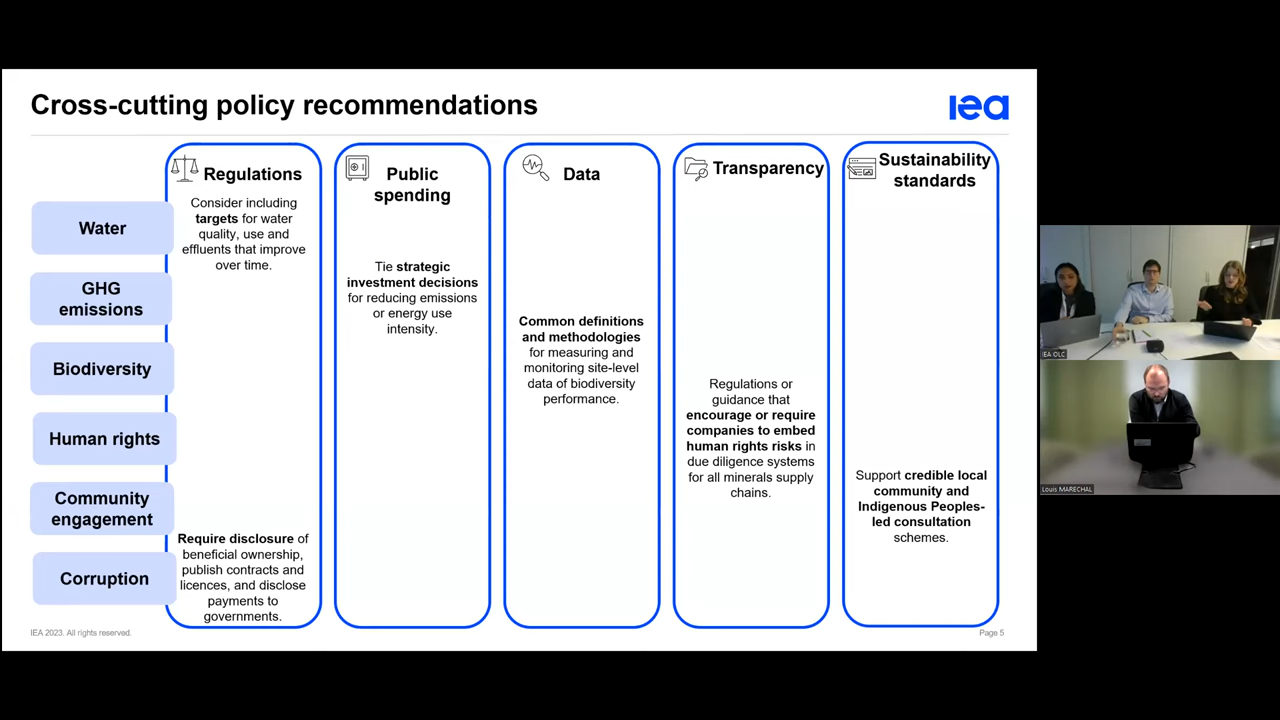 Cross-cutting policy recommendations
iea
Regulations
Public
spending
Data
Transparency
Sustainability
standards
Water
GHG
emissions
Biodiversity
Human rights
Community
engagement
Corruption
Consider including
targets for water
quality, use and
effluents that improve
over time.
Require disclosure of
beneficial ownership,
publish contracts and
licences, and disclose
payments to
governments.
Tie strategic
investment decisions
for reducing emissions
or energy use
intensity.
Common definitions
and methodologies
for measuring and
monitoring site-level
data of biodiversity
performance.
Regulations or
guidance that
encourage or require
companies to embed
human rights risks in
due diligence systems
for all minerals supply
chains.
Support credible local
community and
Indigenous Peoples-
led consultation
schemes.
IEA 2023. All rights reserved.
Page 5
IEA OLC
Louis MARECHAL